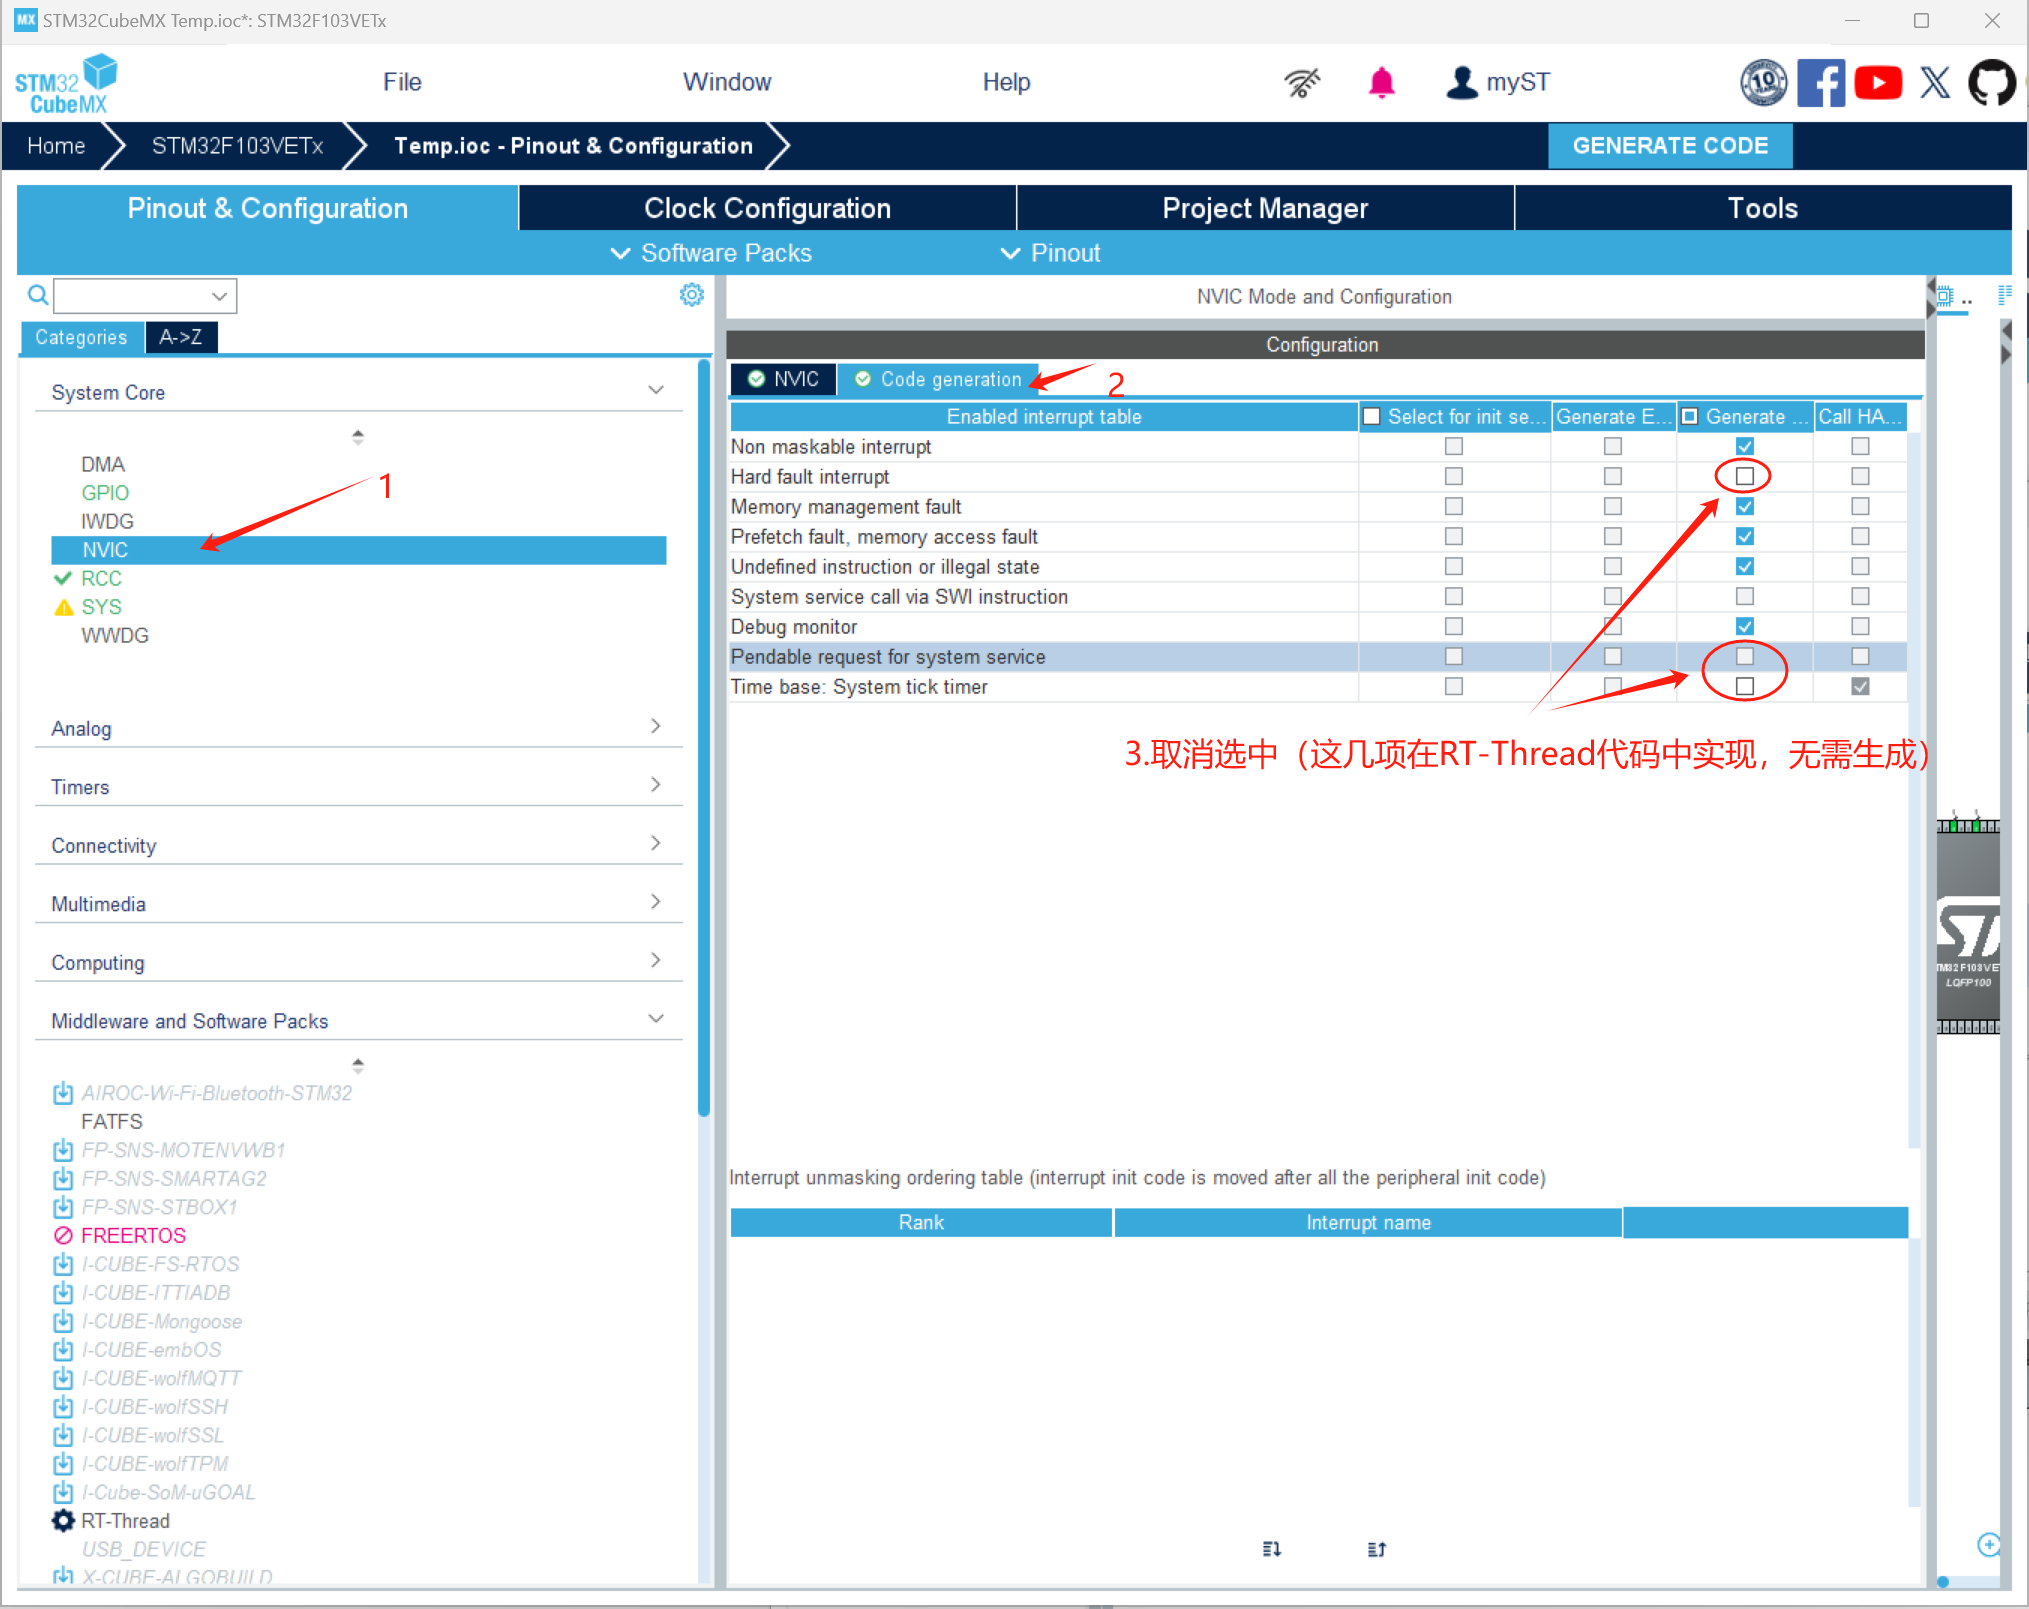 MX STM32CubeMX Temp.ioc*: STM32F103VETx
STM32
CubeMX
File
Window
Help
10
myST
Home
STM32F103VETx
Temp.ioc - Pinout & Configuration
GENERATE CODE
Pinout & Configuration
Clock Configuration
Project Manager
Tools
Software Packs
Pinout
NVIC Mode and Configuration
..
Categories
A->Z
Configuration
NVIC
Code generation
2
System Core
Enabled interrupt table
Select for init se...
Generate E...
Generate ...
Call HA...
Non maskable interrupt
Hard fault interrupt
Memory management fault
Prefetch fault, memory access fault
Undefined instruction or illegal state
System service call via SWI instruction
Debug monitor
Pendable request for system service
Time base: System tick timer
DMA
1
GPIO
IWDG
NVIC
RCC
SYS
WWDG
3.取消选中（这几项在RT-Thread代码中实现，无需生成）
Analog
Timers
Connectivity
Multimedia
Computing
Middleware and Software Packs
AIROC-Wi-Fi-Bluetooth-STM32
FATFS
FP-SNS-MOTENVWB1
FP-SNS-SMARTAG2
FP-SNS-STBOX1
FREERTOS
I-CUBE-FS-RTOS
I-CUBE-ITTIADB
I-CUBE-Mongoose
I-CUBE-embOS
I-CUBE-wolfMQTT
I-CUBE-wolfSSH
I-CUBE-wolfSSL
I-CUBE-wolfTPM
I-Cube-SoM-uGOAL
RT-Thread
USB_DEVICE
X-CUBE-ALGOBUILD
Interrupt unmasking ordering table (interrupt init code is moved after all the peripheral init code)
Rank
Interrupt name
ST
TM32F103VE
LQFP100